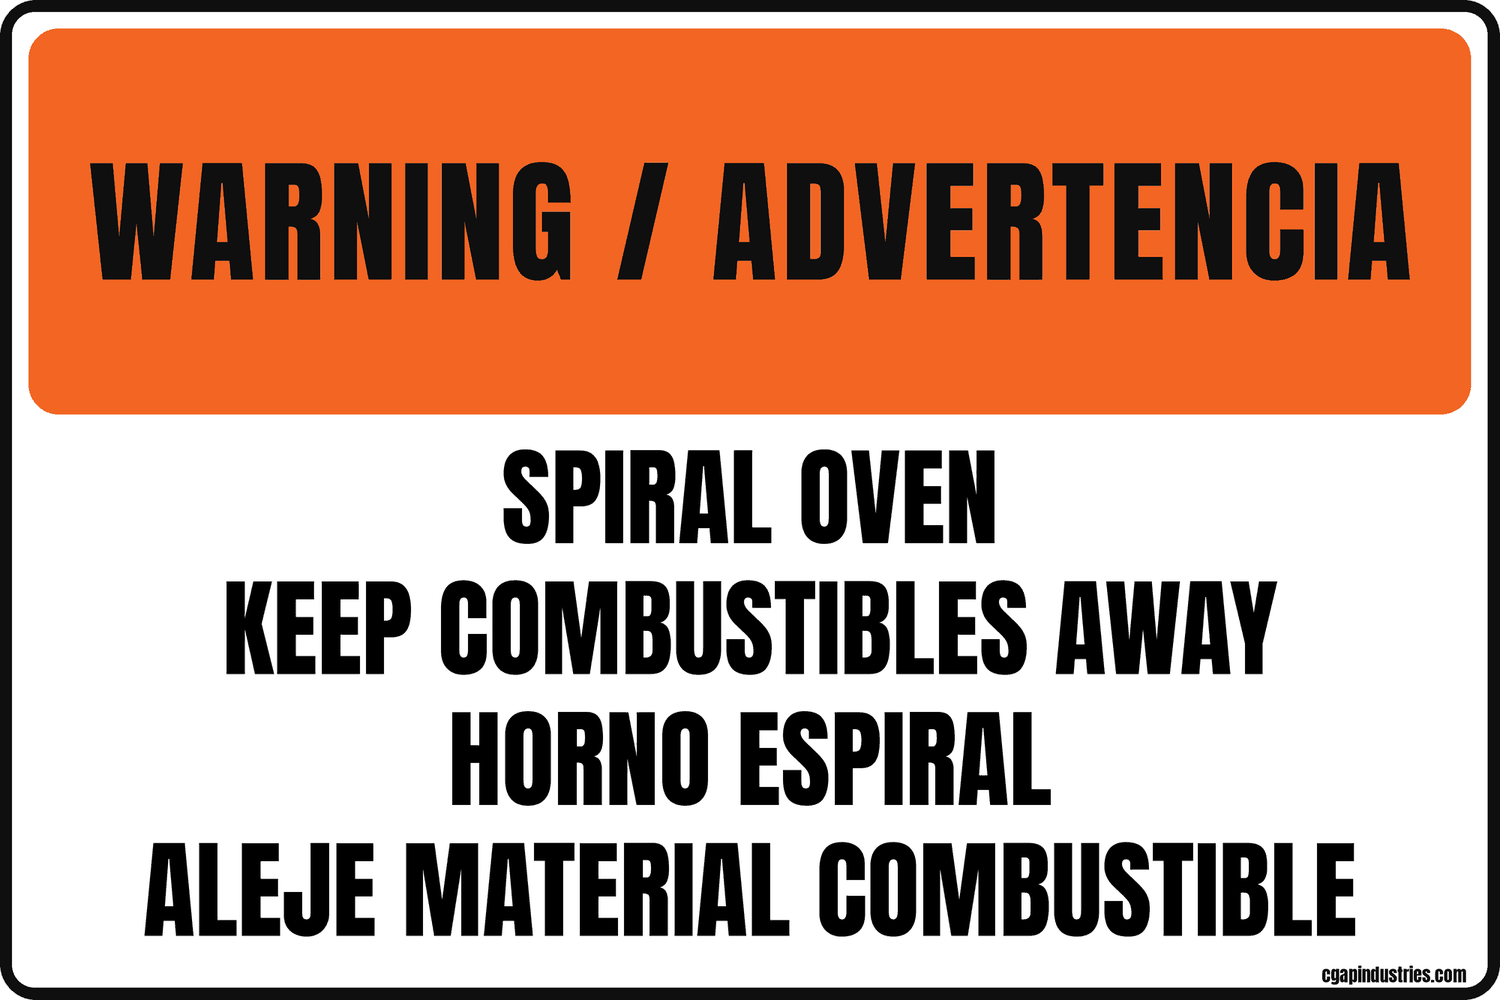 WARNING / ADVERTENCIA
SPIRAL OVEN
KEEP COMBUSTIBLES AWAY
HORNO ESPIRAL
ALEJE MATERIAL COMBUSTIBLE
cgapindustries.com